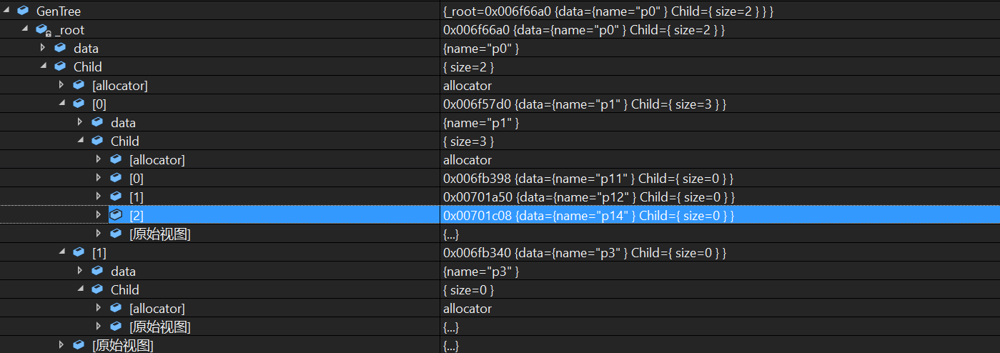 GenTree {_root=0x006f66a0 {data={name="p0" } Child={ size=2 } } }
_root 0x006f66a0 {data={name="p0" } Child={ size=2 } }
data {name="p0" }
Child { size=2 }
[allocator] allocator
[0] 0x006f57d0 {data={name="p1" } Child={ size=3 } }
data {name="p1" }
Child { size=3 }
[allocator] allocator
[0] 0x006fb398 {data={name="p11" } Child={ size=0 } }
[1] 0x00701a50 {data={name="p12" } Child={ size=0 } }
[2] 0x00701c08 {data={name="p14" } Child={ size=0 } }
[原始视图] {...}
[1] 0x006fb340 {data={name="p3" } Child={ size=0 } }
data {name="p3" }
Child { size=0 }
[allocator] allocator
[原始视图] {...}
[原始视图] {...}